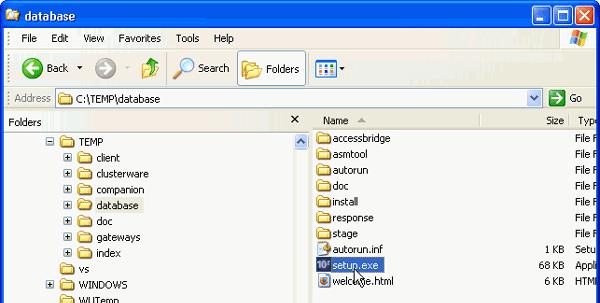 database
File Edit View Favorites Tools Help
Back Search Folders
Address C:\TEMP\database Go
Folders
TEMP
client
clusterware
companion
database
doc
gateways
index
vs
WINDOWS
WUTemp
Name Size Type
accessbridge File F
asmtool File F
autorun File F
doc File F
install File F
response File F
stage File F
autorun.inf 1 KB Setu
setup.exe 68 KB Appli
welcome.html 6 KB HTM